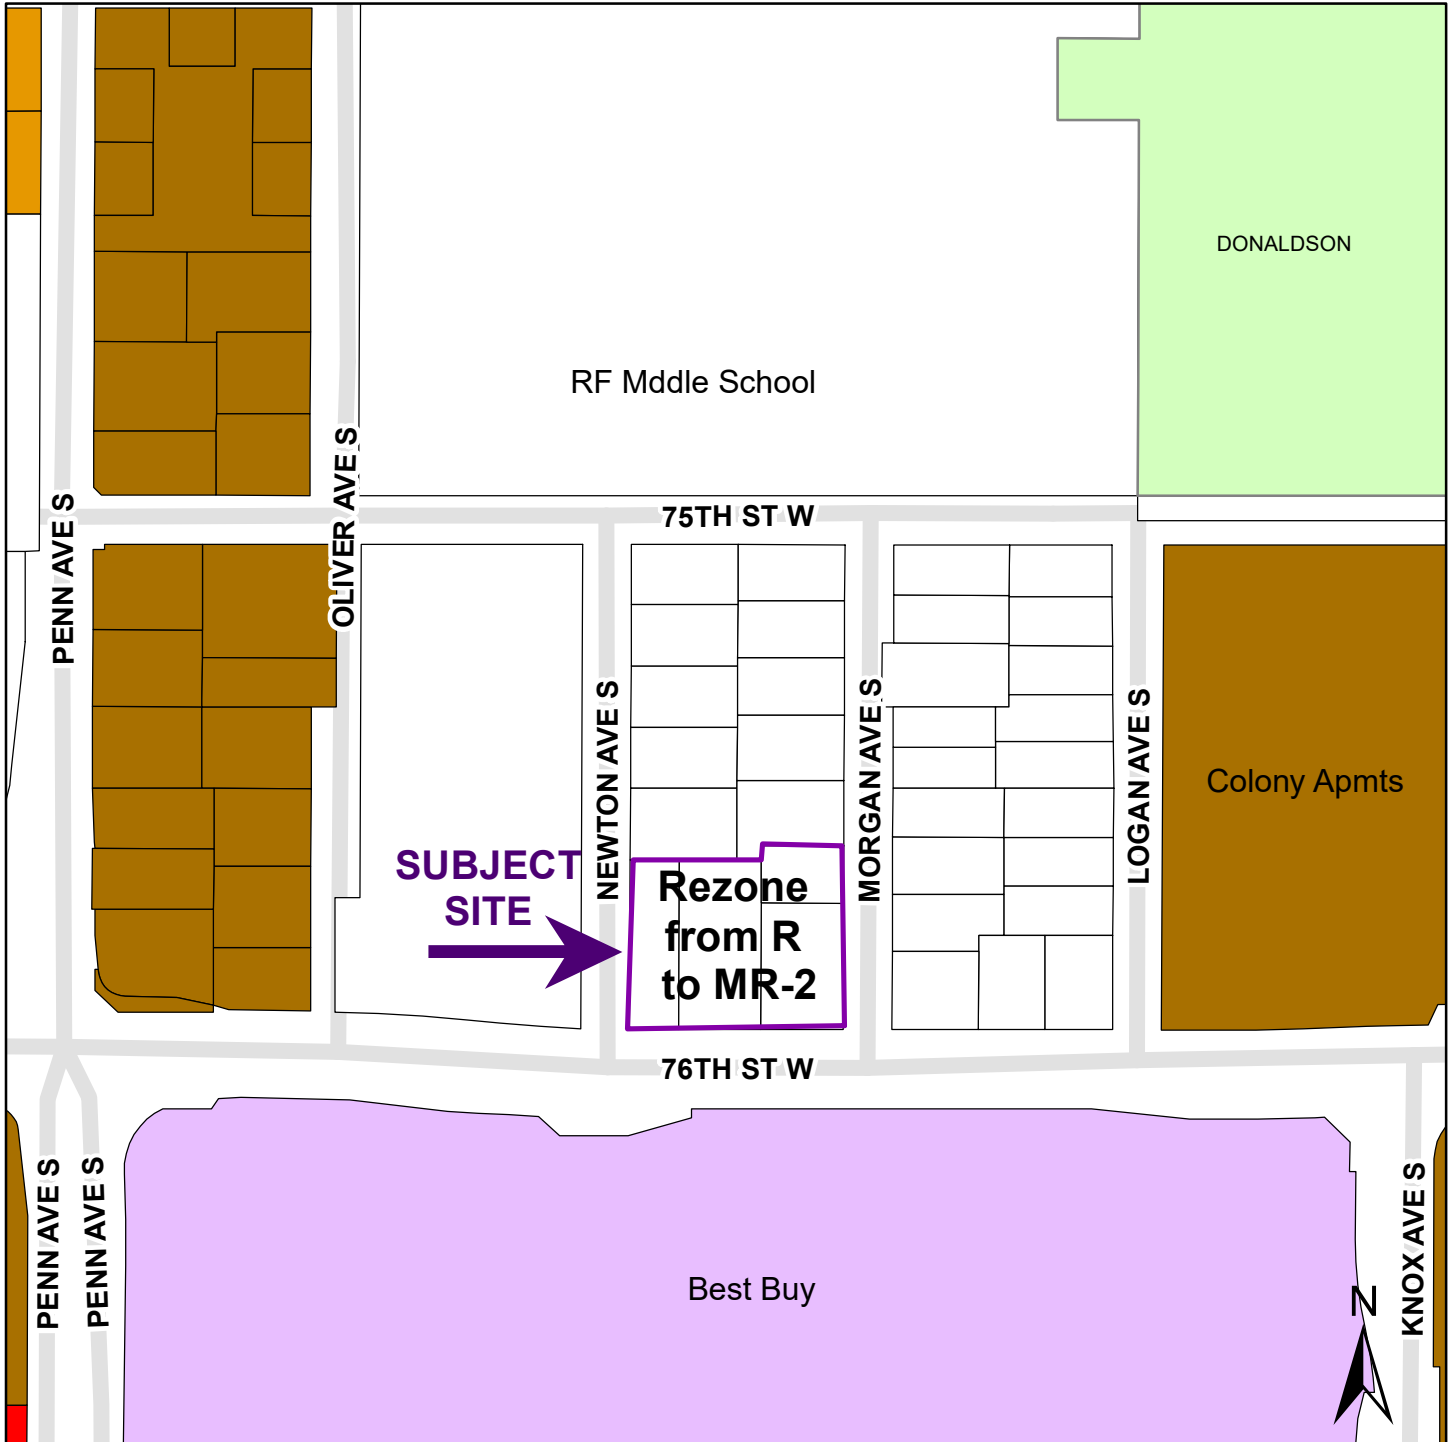 DONALDSON
RF Mddle School
75TH ST W
PENN AVE S
OLIVER AVE S
NEWTON AVE S
MORGAN AVE S
LOGAN AVE S
Colony Apmts
SUBJECT
SITE
Rezone
from R
to MR-2
76TH ST W
PENN AVE S
PENN AVE S
KNOX AVE S
Best Buy
N